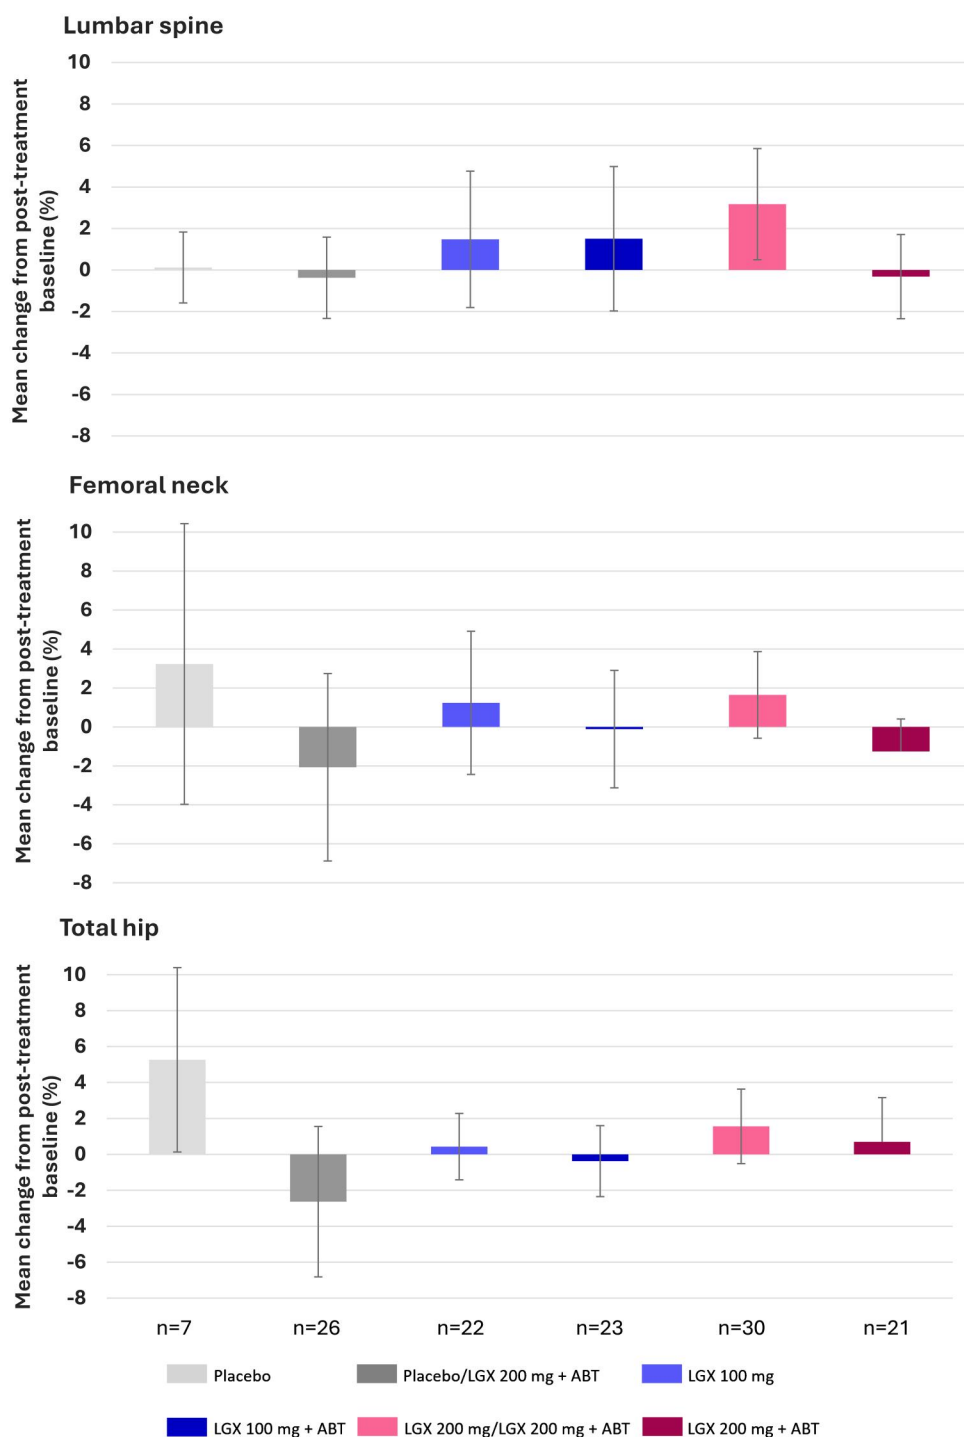 Lumbar spine
Mean change from post-treatment
baseline (%)
10
8
6
4
2
0
-2
-4
-6
-8
Femoral neck
Mean change from post-treatment
baseline (%)
10
8
6
4
2
0
-2
-4
-6
-8
Total hip
Mean change from post-treatment
baseline (%)
10
8
6
4
2
0
-2
-4
-6
-8
n=7 n=26 n=22 n=23 n=30 n=21
Placebo Placebo/LGX 200 mg + ABT LGX 100 mg
LGX 100 mg + ABT LGX 200 mg/LGX 200 mg + ABT LGX 200 mg + ABT